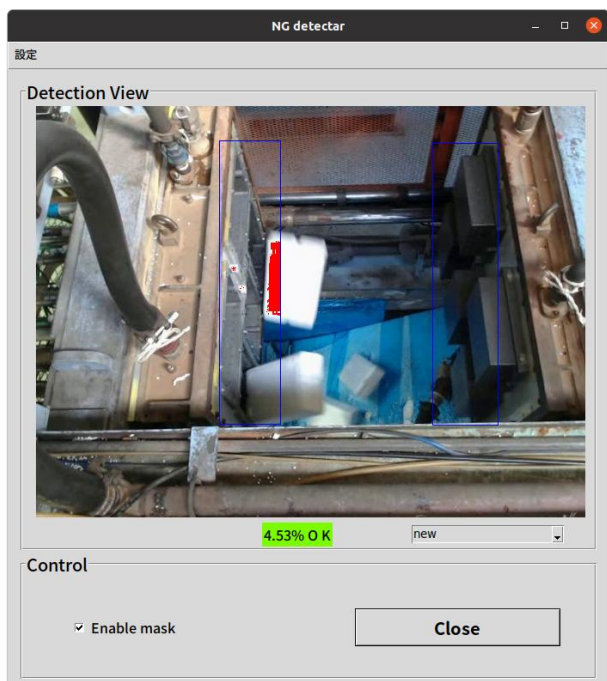 NG detectar
設定
Detection View
4.53% O K
new
Control
Enable mask
Close